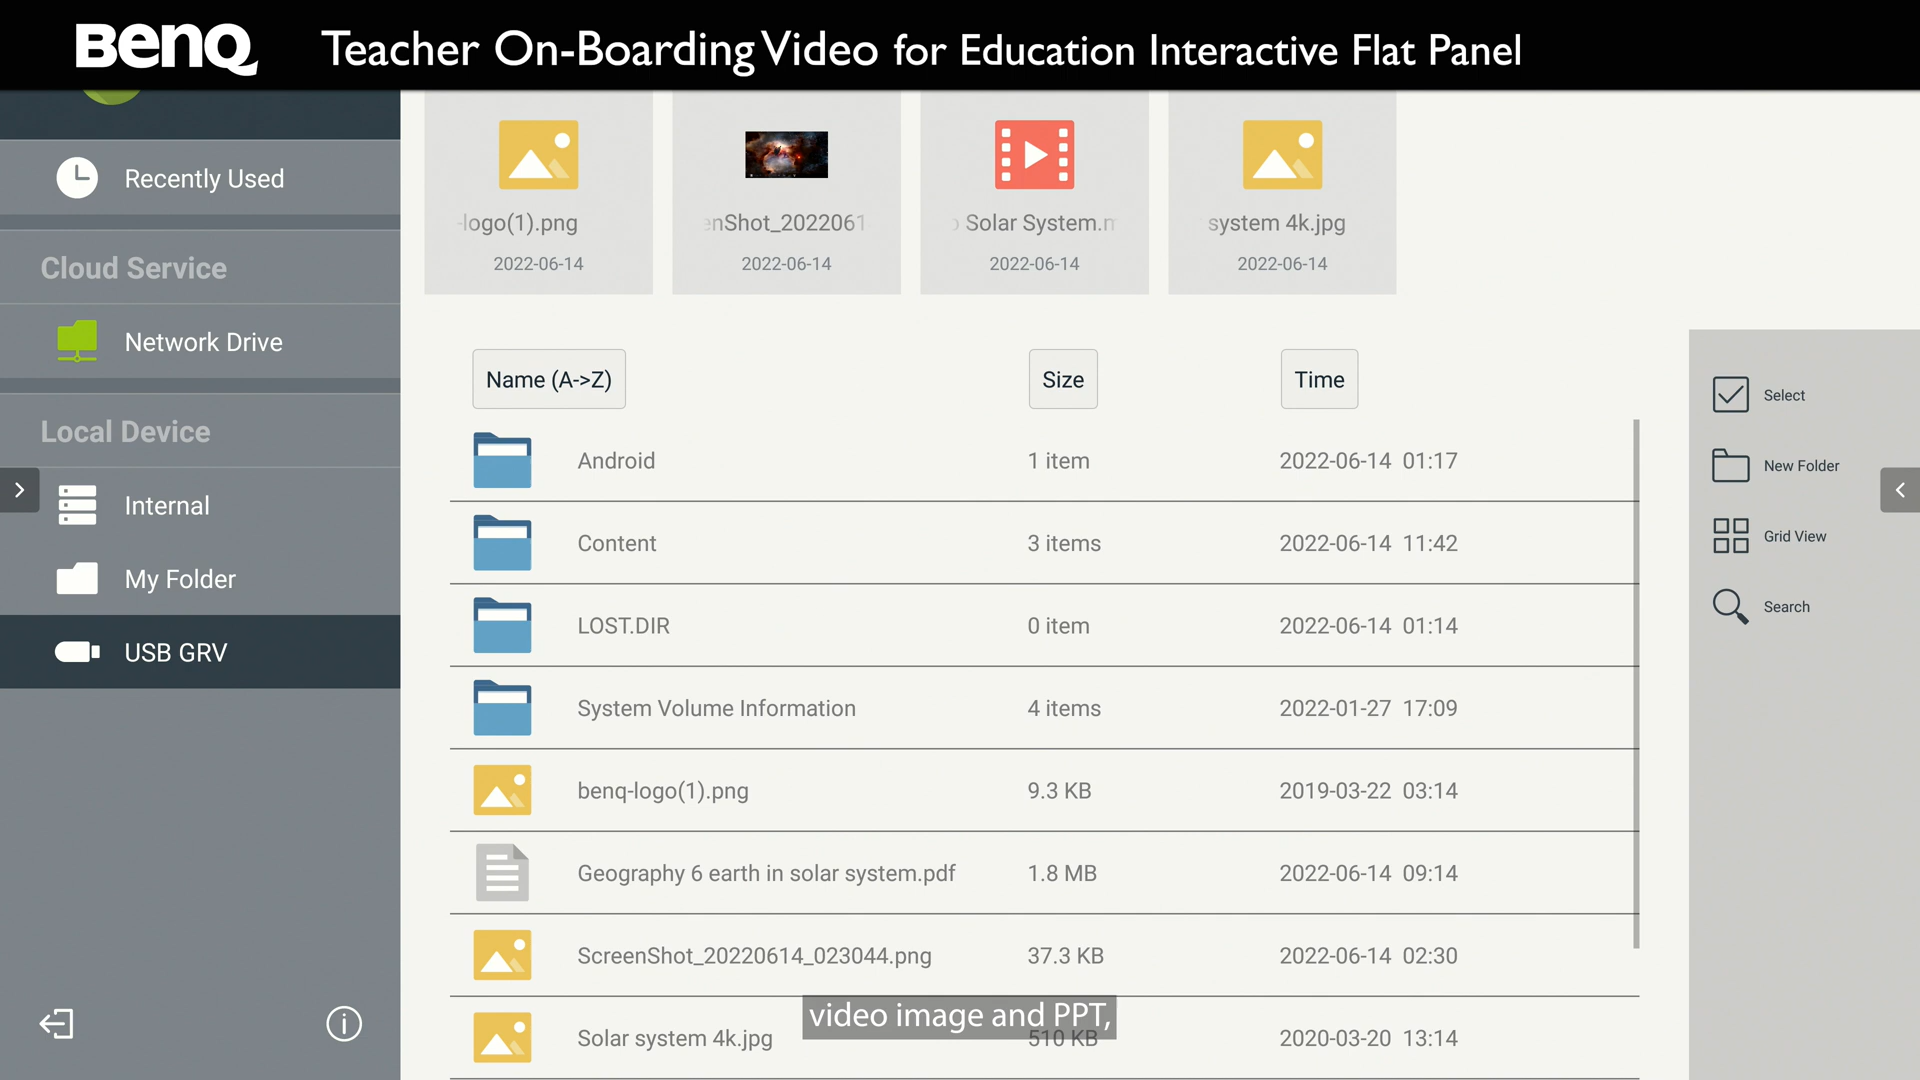 BenQ
Teacher On-Boarding Video for Education Interactive Flat Panel
Recently Used
Cloud Service
Network Drive
Local Device
Internal
My Folder
USB GRV
-logo(1).png
2022-06-14
enShot_2022061
2022-06-14
o Solar System.m
2022-06-14
system 4k.jpg
2022-06-14
Name (A->Z) Size Time
Android 1 item 2022-06-14 01:17
Content 3 items 2022-06-14 11:42
LOST.DIR 0 item 2022-06-14 01:14
System Volume Information 4 items 2022-01-27 17:09
benq-logo(1).png 9.3 KB 2019-03-22 03:14
Geography 6 earth in solar system.pdf 1.8 MB 2022-06-14 09:14
ScreenShot_20220614_023044.png 37.3 KB 2022-06-14 02:30
Solar system 4k.jpg 510 KB 2020-03-20 13:14
Select
New Folder
Grid View
Search
video image and PPT,